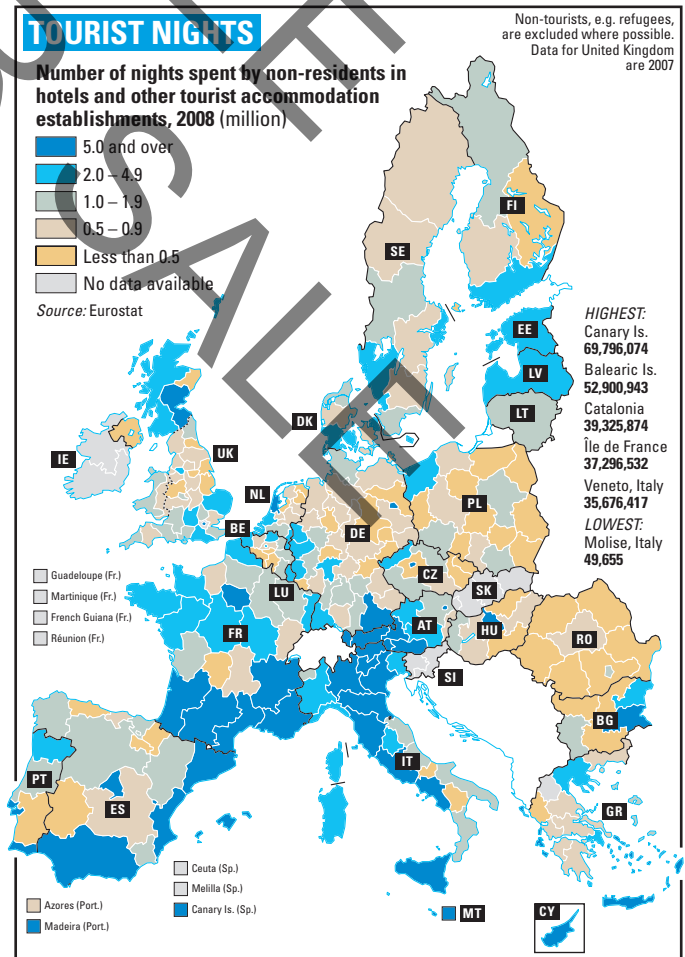 TOURIST NIGHTS
Non-tourists, e.g. refugees,
are excluded where possible.
Data for United Kingdom
are 2007
Number of nights spent by non-residents in
hotels and other tourist accommodation
establishments, 2008 (million)
5.0 and over
2.0 – 4.9
1.0 – 1.9
0.5 – 0.9
Less than 0.5
No data available
Source: Eurostat
SALE
FI
SE
EE
LV
LT
DK
IE
UK
NL
BE
PL
DE
CZ
LU
SK
FR
AT
HU
RO
SI
BG
IT
PT
ES
GR
MT
CY
HIGHEST:
Canary Is.
69,796,074
Balearic Is.
52,900,943
Catalonia
39,325,874
Île de France
37,296,532
Veneto, Italy
35,676,417
LOWEST:
Molise, Italy
49,655
Guadeloupe (Fr.)
Martinique (Fr.)
French Guiana (Fr.)
Réunion (Fr.)
Ceuta (Sp.)
Melilla (Sp.)
Canary Is. (Sp.)
Azores (Port.)
Madeira (Port.)